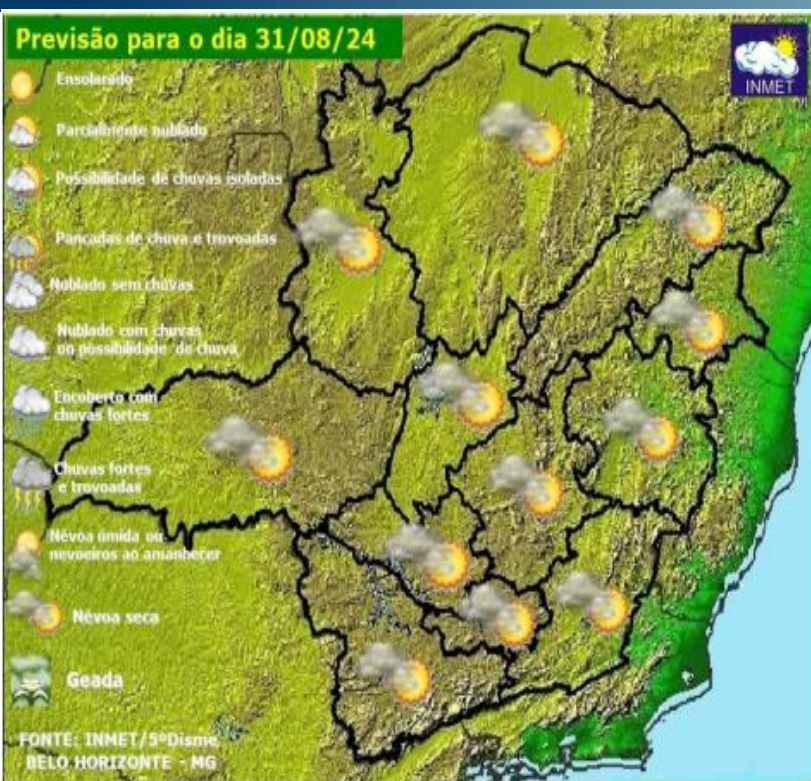 Previsão para o dia 31/08/24
INMET
Ensolarado
Parcialmente nublado
Possibilidade de chuvas isoladas
Pancadas de chuva e trovoadas
Noblado sem chuvas
Nublado com chuvas
ou possibilidade de chuva
Encoberto com
chuvas fortes
Chuvas fortes
e trovoadas
Névoa úmida ou
nevoeiros ao amanhecer
Névoa seca
Geada
FONTE: INMET/5ºDisme
BELO HORIZONTE - MG